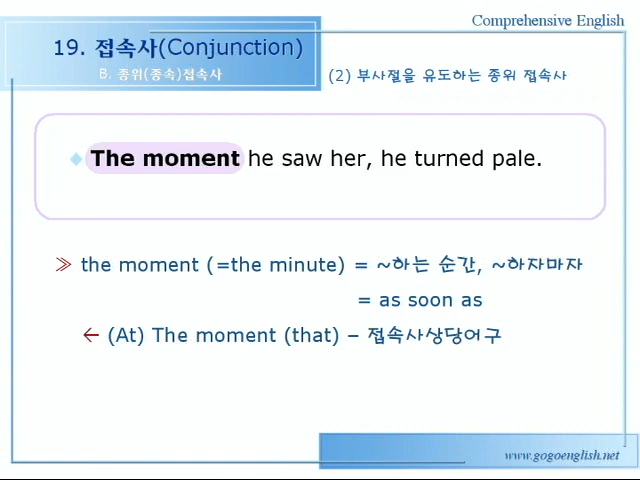 Comprehensive English
19. 접속사(Conjunction)
B. 종위(종속)접속사
(2) 부사절을 유도하는 종위 접속사
The moment he saw her, he turned pale.
≫ the moment (=the minute) = ~하는 순간, ~하자마자
= as soon as
← (At) The moment (that) – 접속사상당어구
www.gogoenglish.net